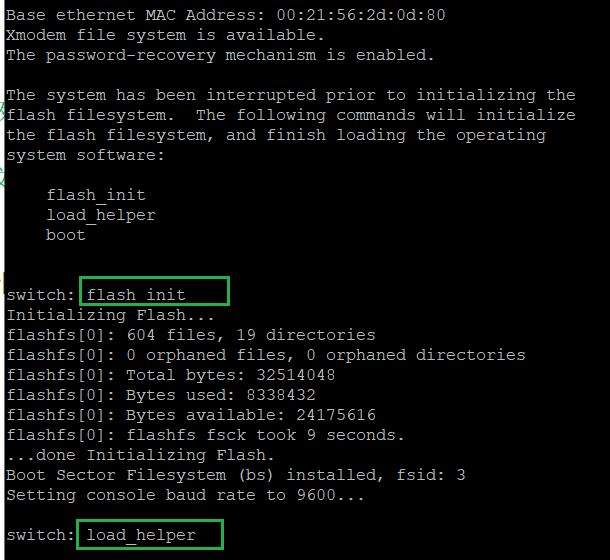 Base ethernet MAC Address: 00:21:56:2d:0d:80
Xmodem file system is available.
The password-recovery mechanism is enabled.
The system has been interrupted prior to initializing the
flash filesystem.  The following commands will initialize
the flash filesystem, and finish loading the operating
system software:
flash_init
load_helper
boot
switch: flash init
Initializing Flash...
flashfs[0]: 604 files, 19 directories
flashfs[0]: 0 orphaned files, 0 orphaned directories
flashfs[0]: Total bytes: 32514048
flashfs[0]: Bytes used: 8338432
flashfs[0]: Bytes available: 24175616
flashfs[0]: flashfs fsck took 9 seconds.
...done Initializing Flash.
Boot Sector Filesystem (bs) installed, fsid: 3
Setting console baud rate to 9600...
switch: load_helper